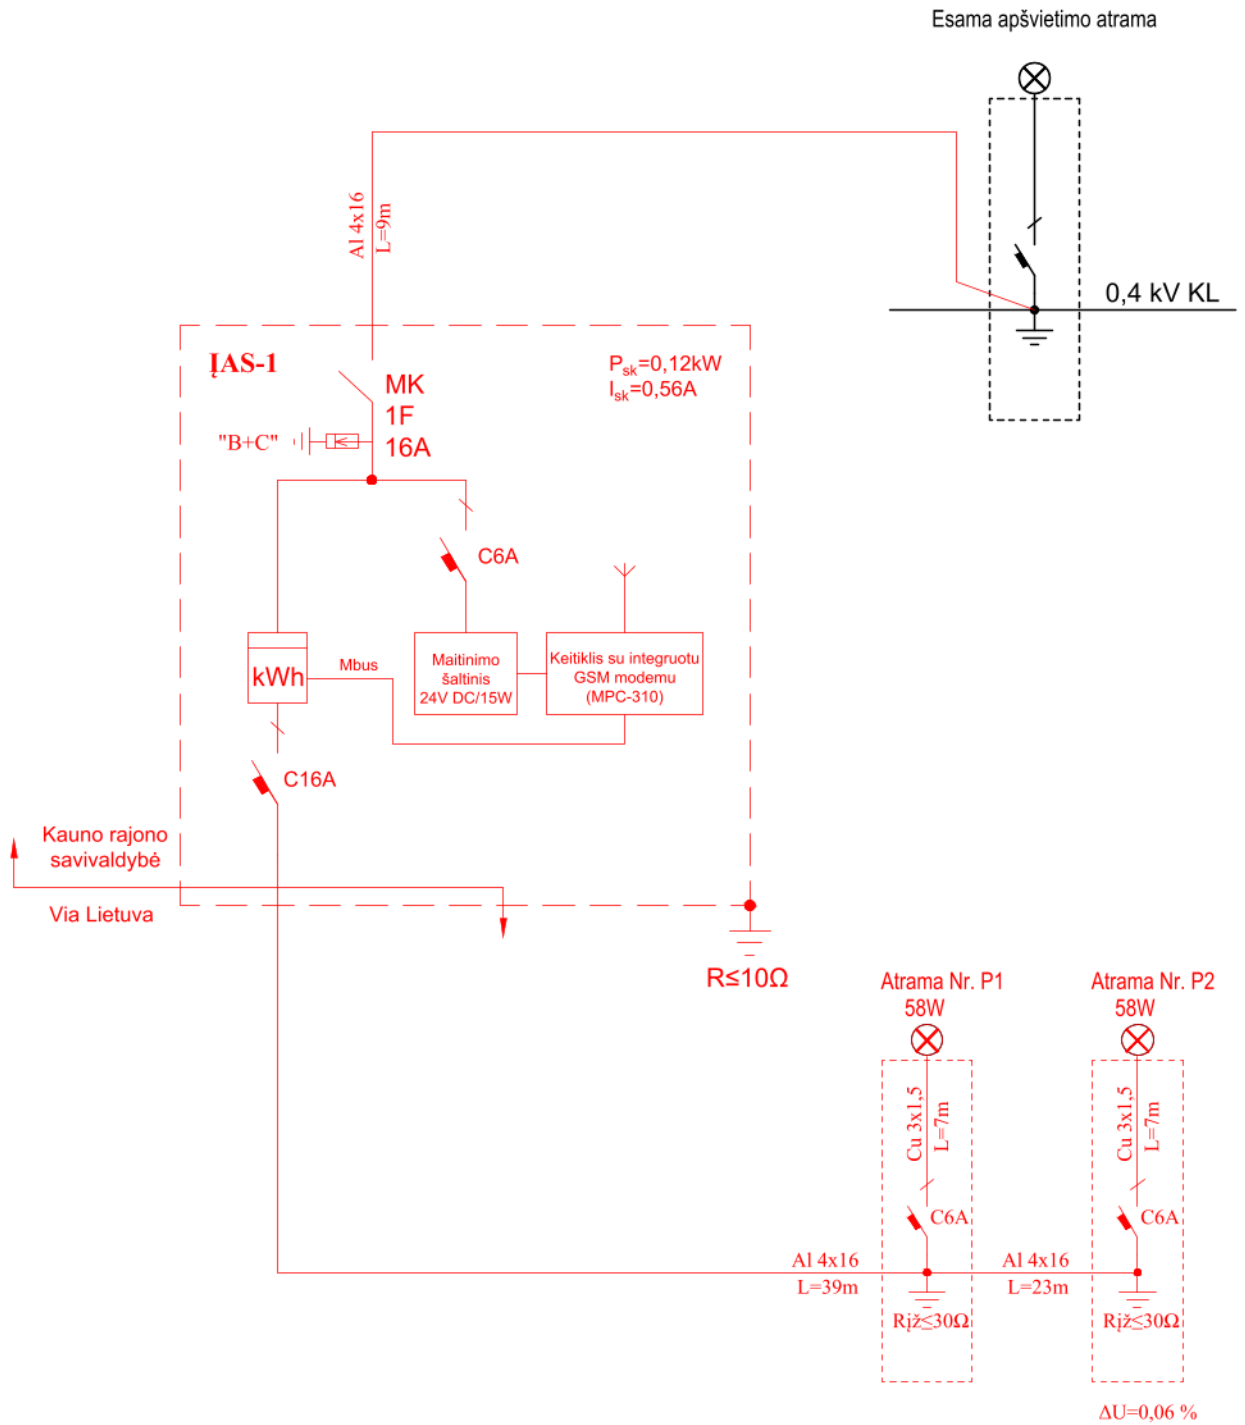 Esama apšvietimo atrama
Al 4x16
L=9m
0,4 kV KL
ĮAS-1
Psk=0,12kW
Isk=0,56A
MK
1F
16A
"B+C"
C6A
kWh
Mbus
Maitinimo
šaltinis
24V DC/15W
Keitiklis su integruotu
GSM modemu
(MPC-310)
C16A
Kauno rajono
savivaldybė
Via Lietuva
R≤10Ω
Atrama Nr. P1
58W
Atrama Nr. P2
58W
Cu 3x1,5
L=7m
Cu 3x1,5
L=7m
C6A
C6A
Al 4x16
L=39m
Al 4x16
L=23m
Rįž≤30Ω
Rįž≤30Ω
ΔU=0,06 %